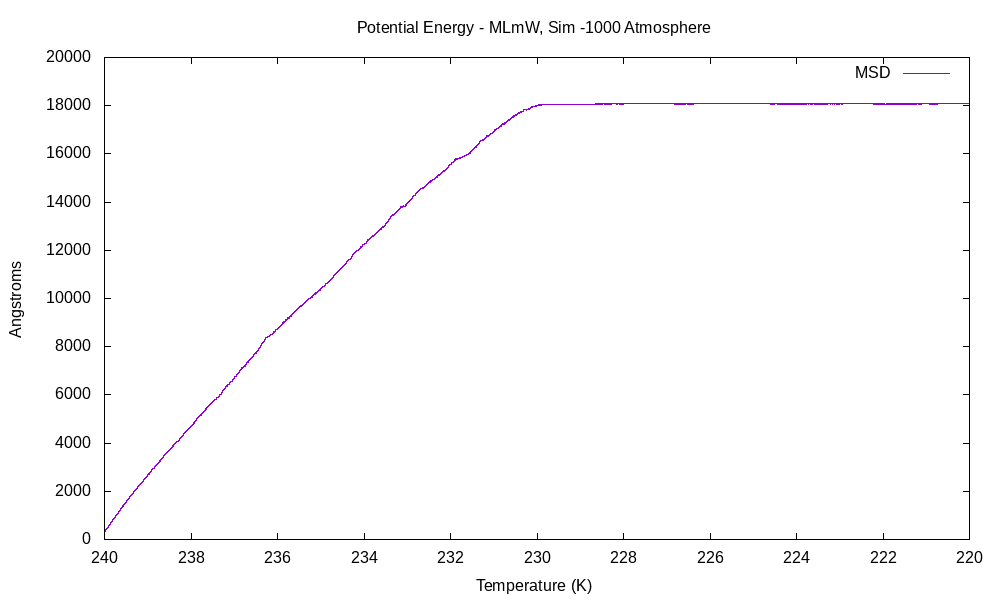 Potential Energy - MLmW, Sim -1000 Atmosphere
MSD
20000
18000
16000
14000
12000
10000
8000
6000
4000
2000
0
Angstroms
240 238 236 234 232 230 228 226 224 222 220
Temperature (K)